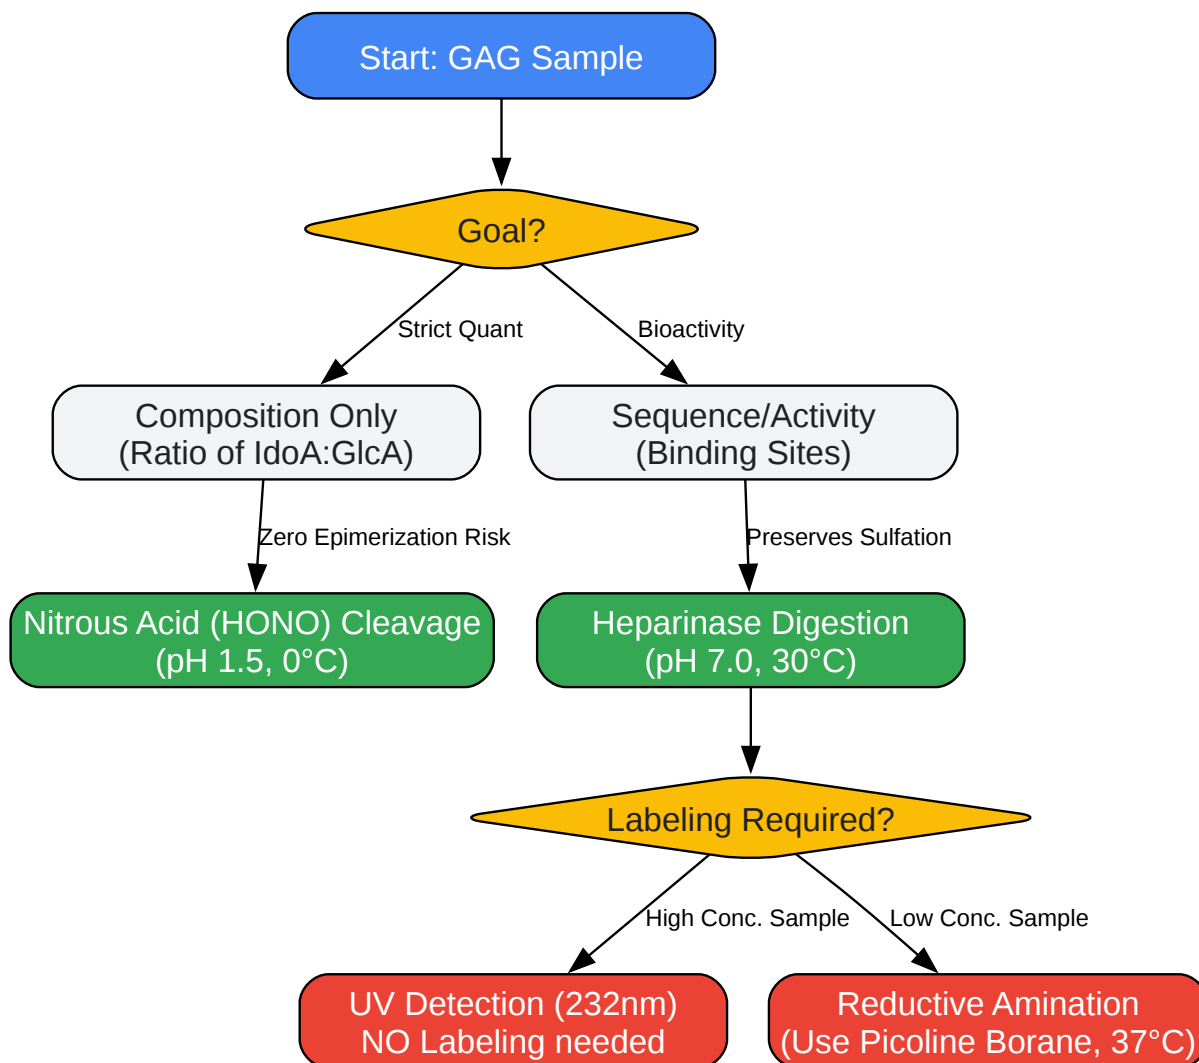 Start: GAG Sample
Goal?
Strict Quant
Bioactivity
Composition Only
(Ratio of IdoA:GlcA)
Sequence/Activity
(Binding Sites)
Zero Epimerization Risk
Preserves Sulfation
Nitrous Acid (HONO) Cleavage
(pH 1.5, 0°C)
Heparinase Digestion
(pH 7.0, 30°C)
Labeling Required?
High Conc. Sample
Low Conc. Sample
UV Detection (232nm)
NO Labeling needed
Reductive Amination
(Use Picoline Borane, 37°C)